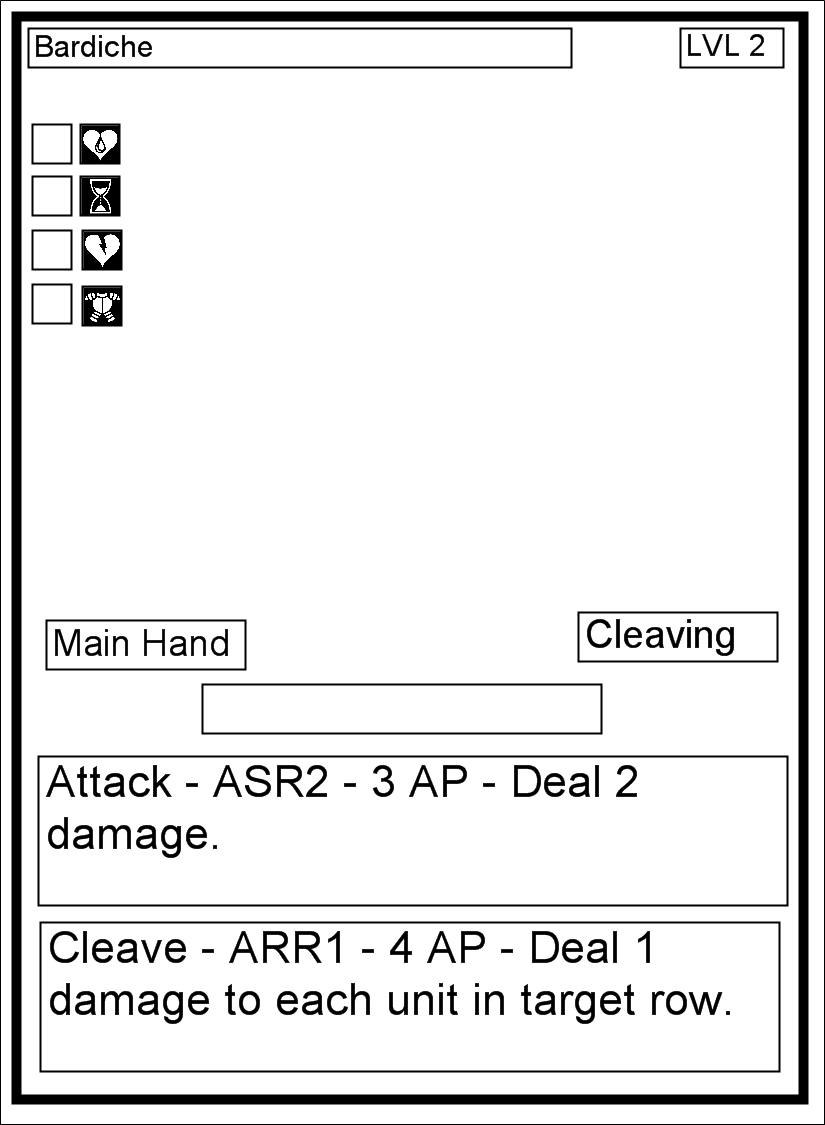 Bardiche
LVL 2
Main Hand
Cleaving
Attack - ASR2 - 3 AP - Deal 2
damage.
Cleave - ARR1 - 4 AP - Deal 1
damage to each unit in target row.